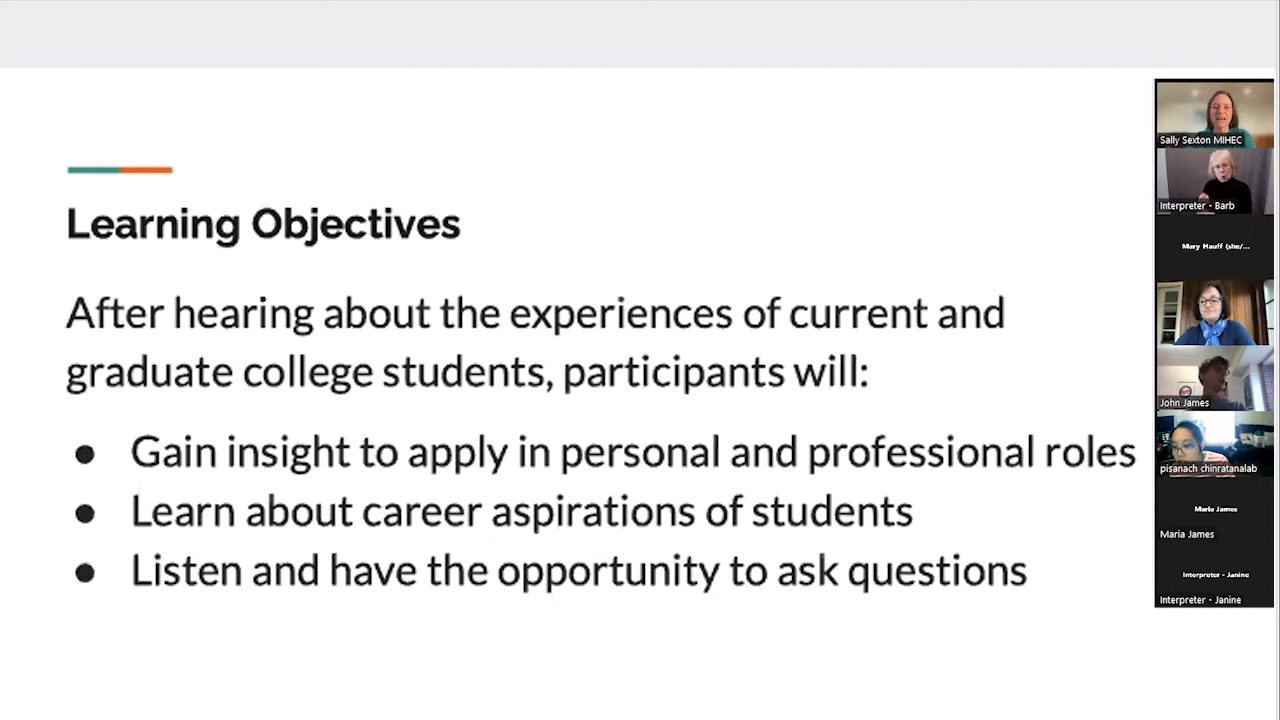 Learning Objectives
After hearing about the experiences of current and
graduate college students, participants will:
● Gain insight to apply in personal and professional roles
● Learn about career aspirations of students
● Listen and have the opportunity to ask questions
Sally Sexton MIHEC
Interpreter - Barb
Mary Hauff (she/...
John James
pisanach chinratanalab
Maria James
Maria James
Interpreter - Janine
Interpreter - Janine